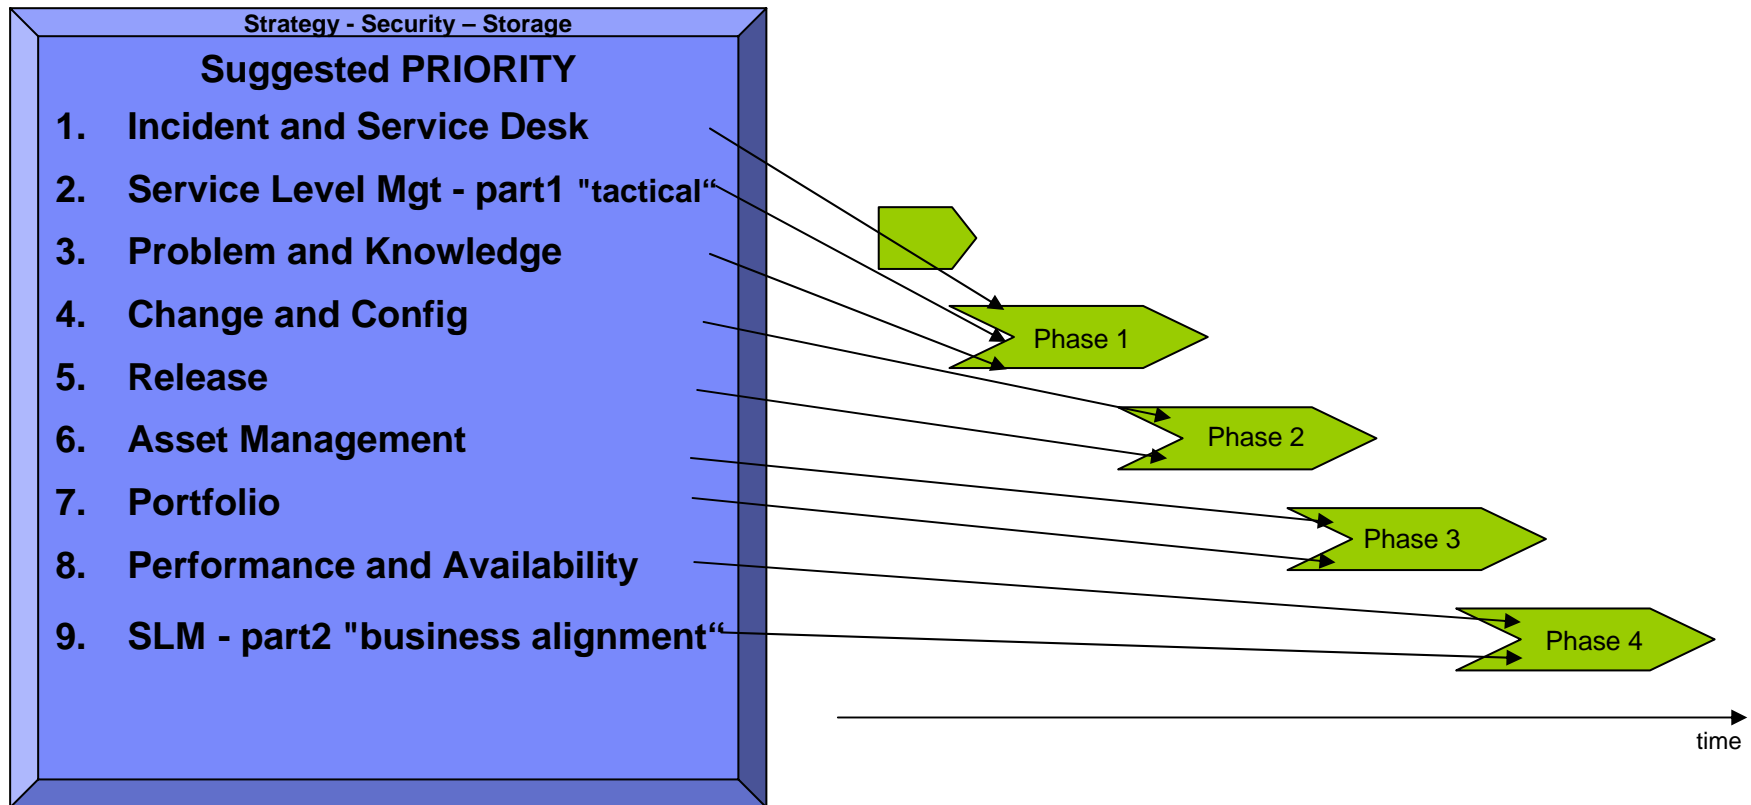 Strategy - Security – Storage
Suggested PRIORITY
1. Incident and Service Desk
2. Service Level Mgt - part1 "tactical“
3. Problem and Knowledge
4. Change and Config
5. Release
6. Asset Management
7. Portfolio
8. Performance and Availability
9. SLM - part2 "business alignment“
Phase 1
Phase 2
Phase 3
Phase 4
time